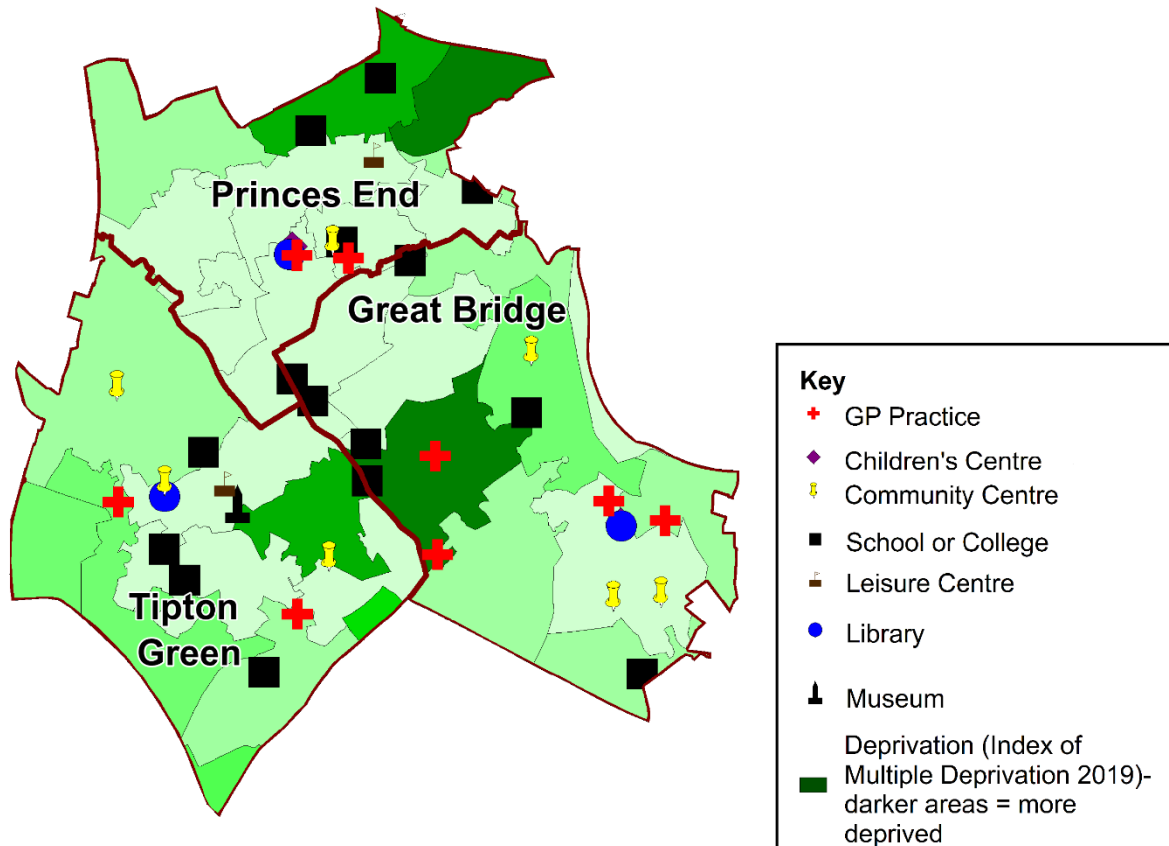 Princes End
Great Bridge
Tipton
Green
Key
GP Practice
Children's Centre
Community Centre
School or College
Leisure Centre
Library
Museum
Deprivation (Index of
Multiple Deprivation 2019)-
darker areas = more
deprived